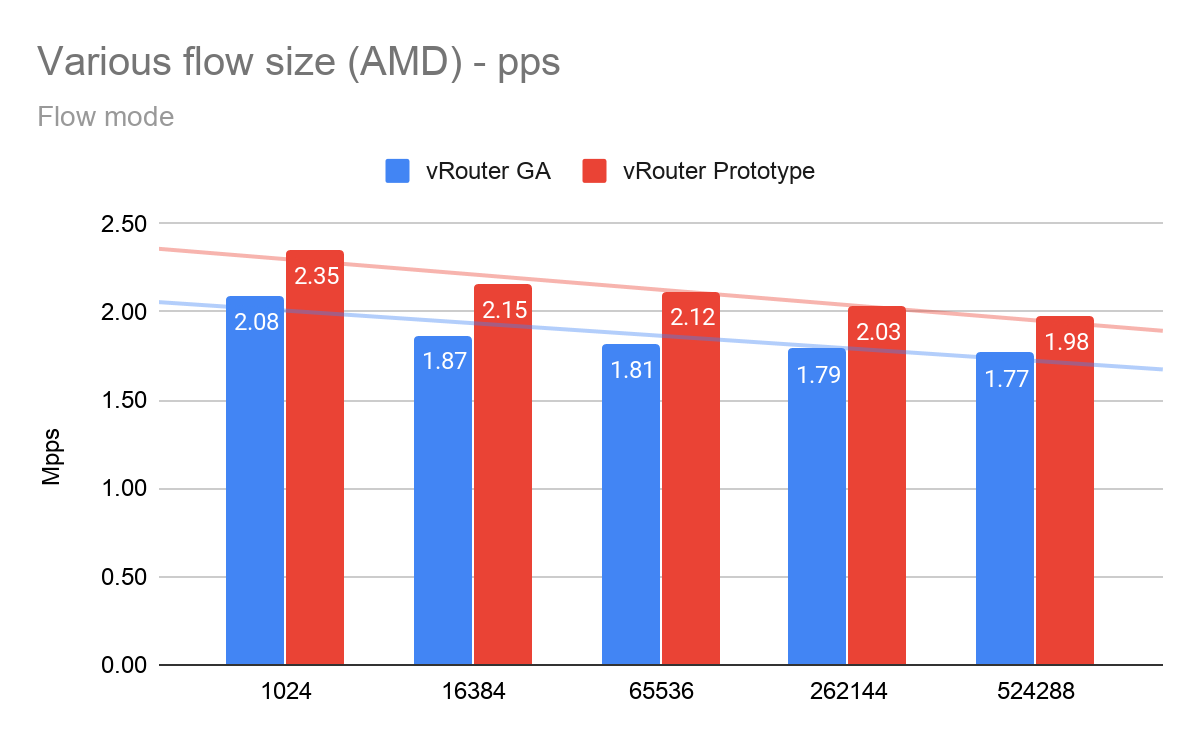 Various flow size (AMD) - pps
Flow mode
vRouter GA vRouter Prototype
2.50
2.00
1.50
1.00
0.50
0.00
Mpps
2.08 2.35
1.87 2.15
1.81 2.12
1.79 2.03
1.77 1.98
1024 16384 65536 262144 524288